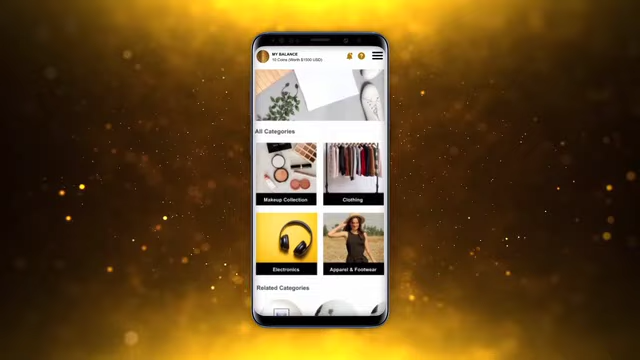 MY BALANCE
10 Coins (Worth $1000 USD)
All Categories
Makeup Collection
Clothing
Electronics
Apparel & Footwear
Related Categories